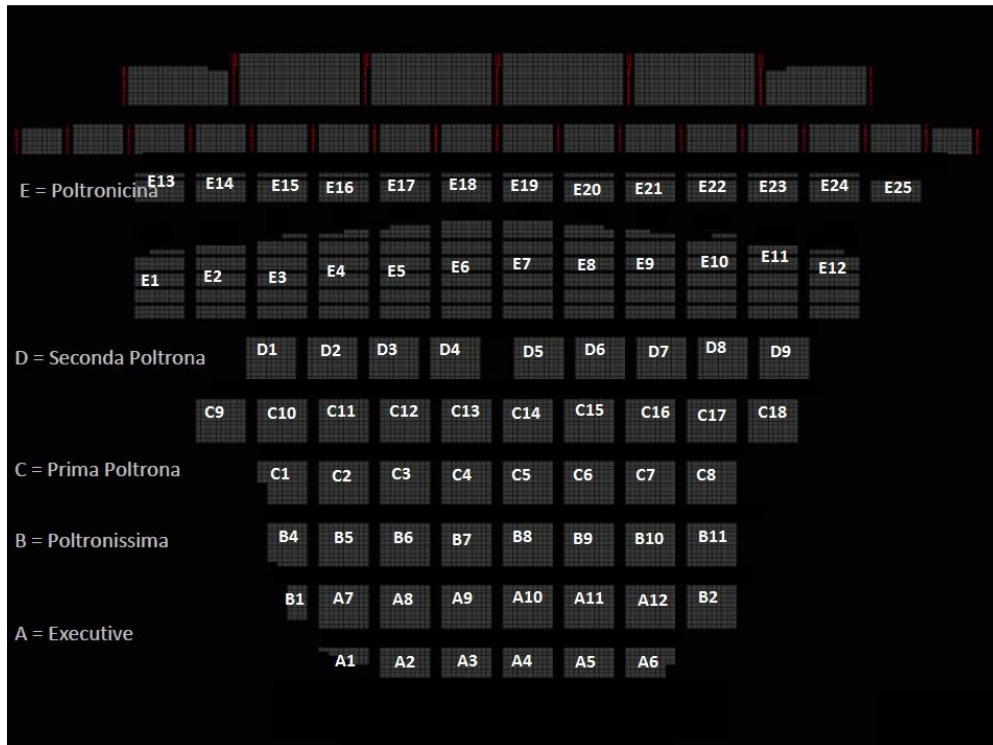 E = Poltronicina E13 E14 E15 E16 E17 E18 E19 E20 E21 E22 E23 E24 E25
E1 E2 E3 E4 E5 E6 E7 E8 E9 E10 E11 E12
D = Seconda Poltrona D1 D2 D3 D4 D5 D6 D7 D8 D9
C9 C10 C11 C12 C13 C14 C15 C16 C17 C18
C = Prima Poltrona C1 C2 C3 C4 C5 C6 C7 C8
B = Poltronissima B4 B5 B6 B7 B8 B9 B10 B11
B1 A7 A8 A9 A10 A11 A12 B2
A = Executive
A1 A2 A3 A4 A5 A6